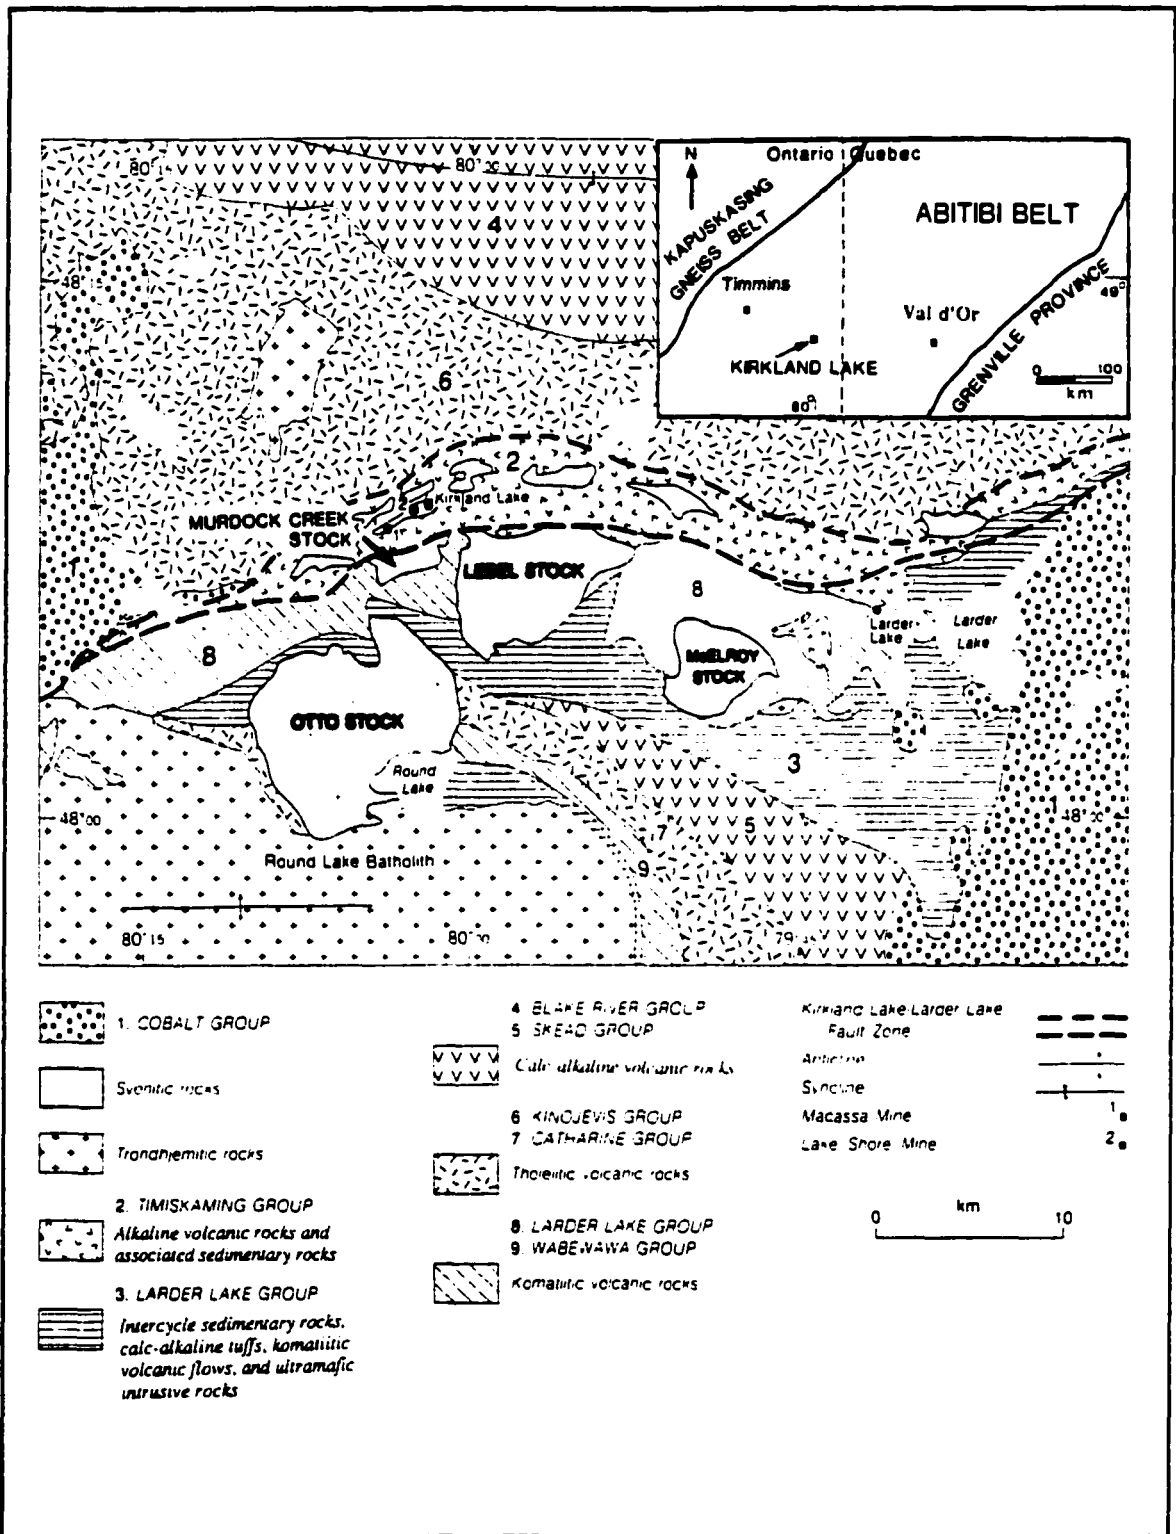 80° 15
80° 00
4
48° 15
6
N
Ontario Quebec
KAPUSKASING
GNEISS BELT
ABITIBI BELT
Timmins
Val d'Or
GRENVILLE PROVINCE
49°
KIRKLAND LAKE
0 100
km
80°
2
Kirkland Lake
MURDOCK CREEK
STOCK
1
LEBEL STOCK
8
Larder
Lake
Larder
Lake
8
McELROY
STOCK
OTTO STOCK
3
Round
Lake
48° 00
7
5
1
48° 00
Round Lake Batholith
9
80° 15
80° 00
1. COBALT GROUP
Syenitic rocks
Trondhjemitic rocks
2. TIMISKAMING GROUP
Alkaline volcanic rocks and
associated sedimentary rocks
3. LARDER LAKE GROUP
Intercycle sedimentary rocks,
calc-alkaline tuffs, komatiitic
volcanic flows, and ultramafic
intrusive rocks
4 BLAKE RIVER GROUP
5 SKEAD GROUP
Calc-alkaline volcanic rocks
6 KINOJEVIS GROUP
7 CATHARINE GROUP
Tholeiitic volcanic rocks
8. LARDER LAKE GROUP
9. WABEWAWA GROUP
Komatiitic volcanic rocks
Kirkland Lake-Larder Lake
Fault Zone
Anticline
Syncline
Macassa Mine 1
Lake Shore Mine 2
0 km 10